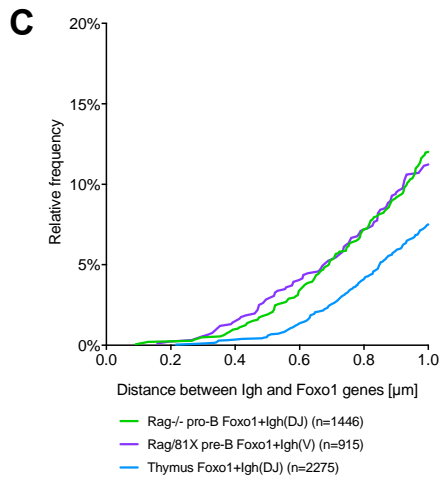 C
20%
15%
10%
5%
0%
Relative frequency
0.0 0.2 0.4 0.6 0.8 1.0
Distance between Igh and Foxo1 genes [µm]
Rag-/- pro-B Foxo1+Igh(DJ) (n=1446)
Rag/81X pre-B Foxo1+Igh(V) (n=915)
Thymus Foxo1+Igh(DJ) (n=2275)